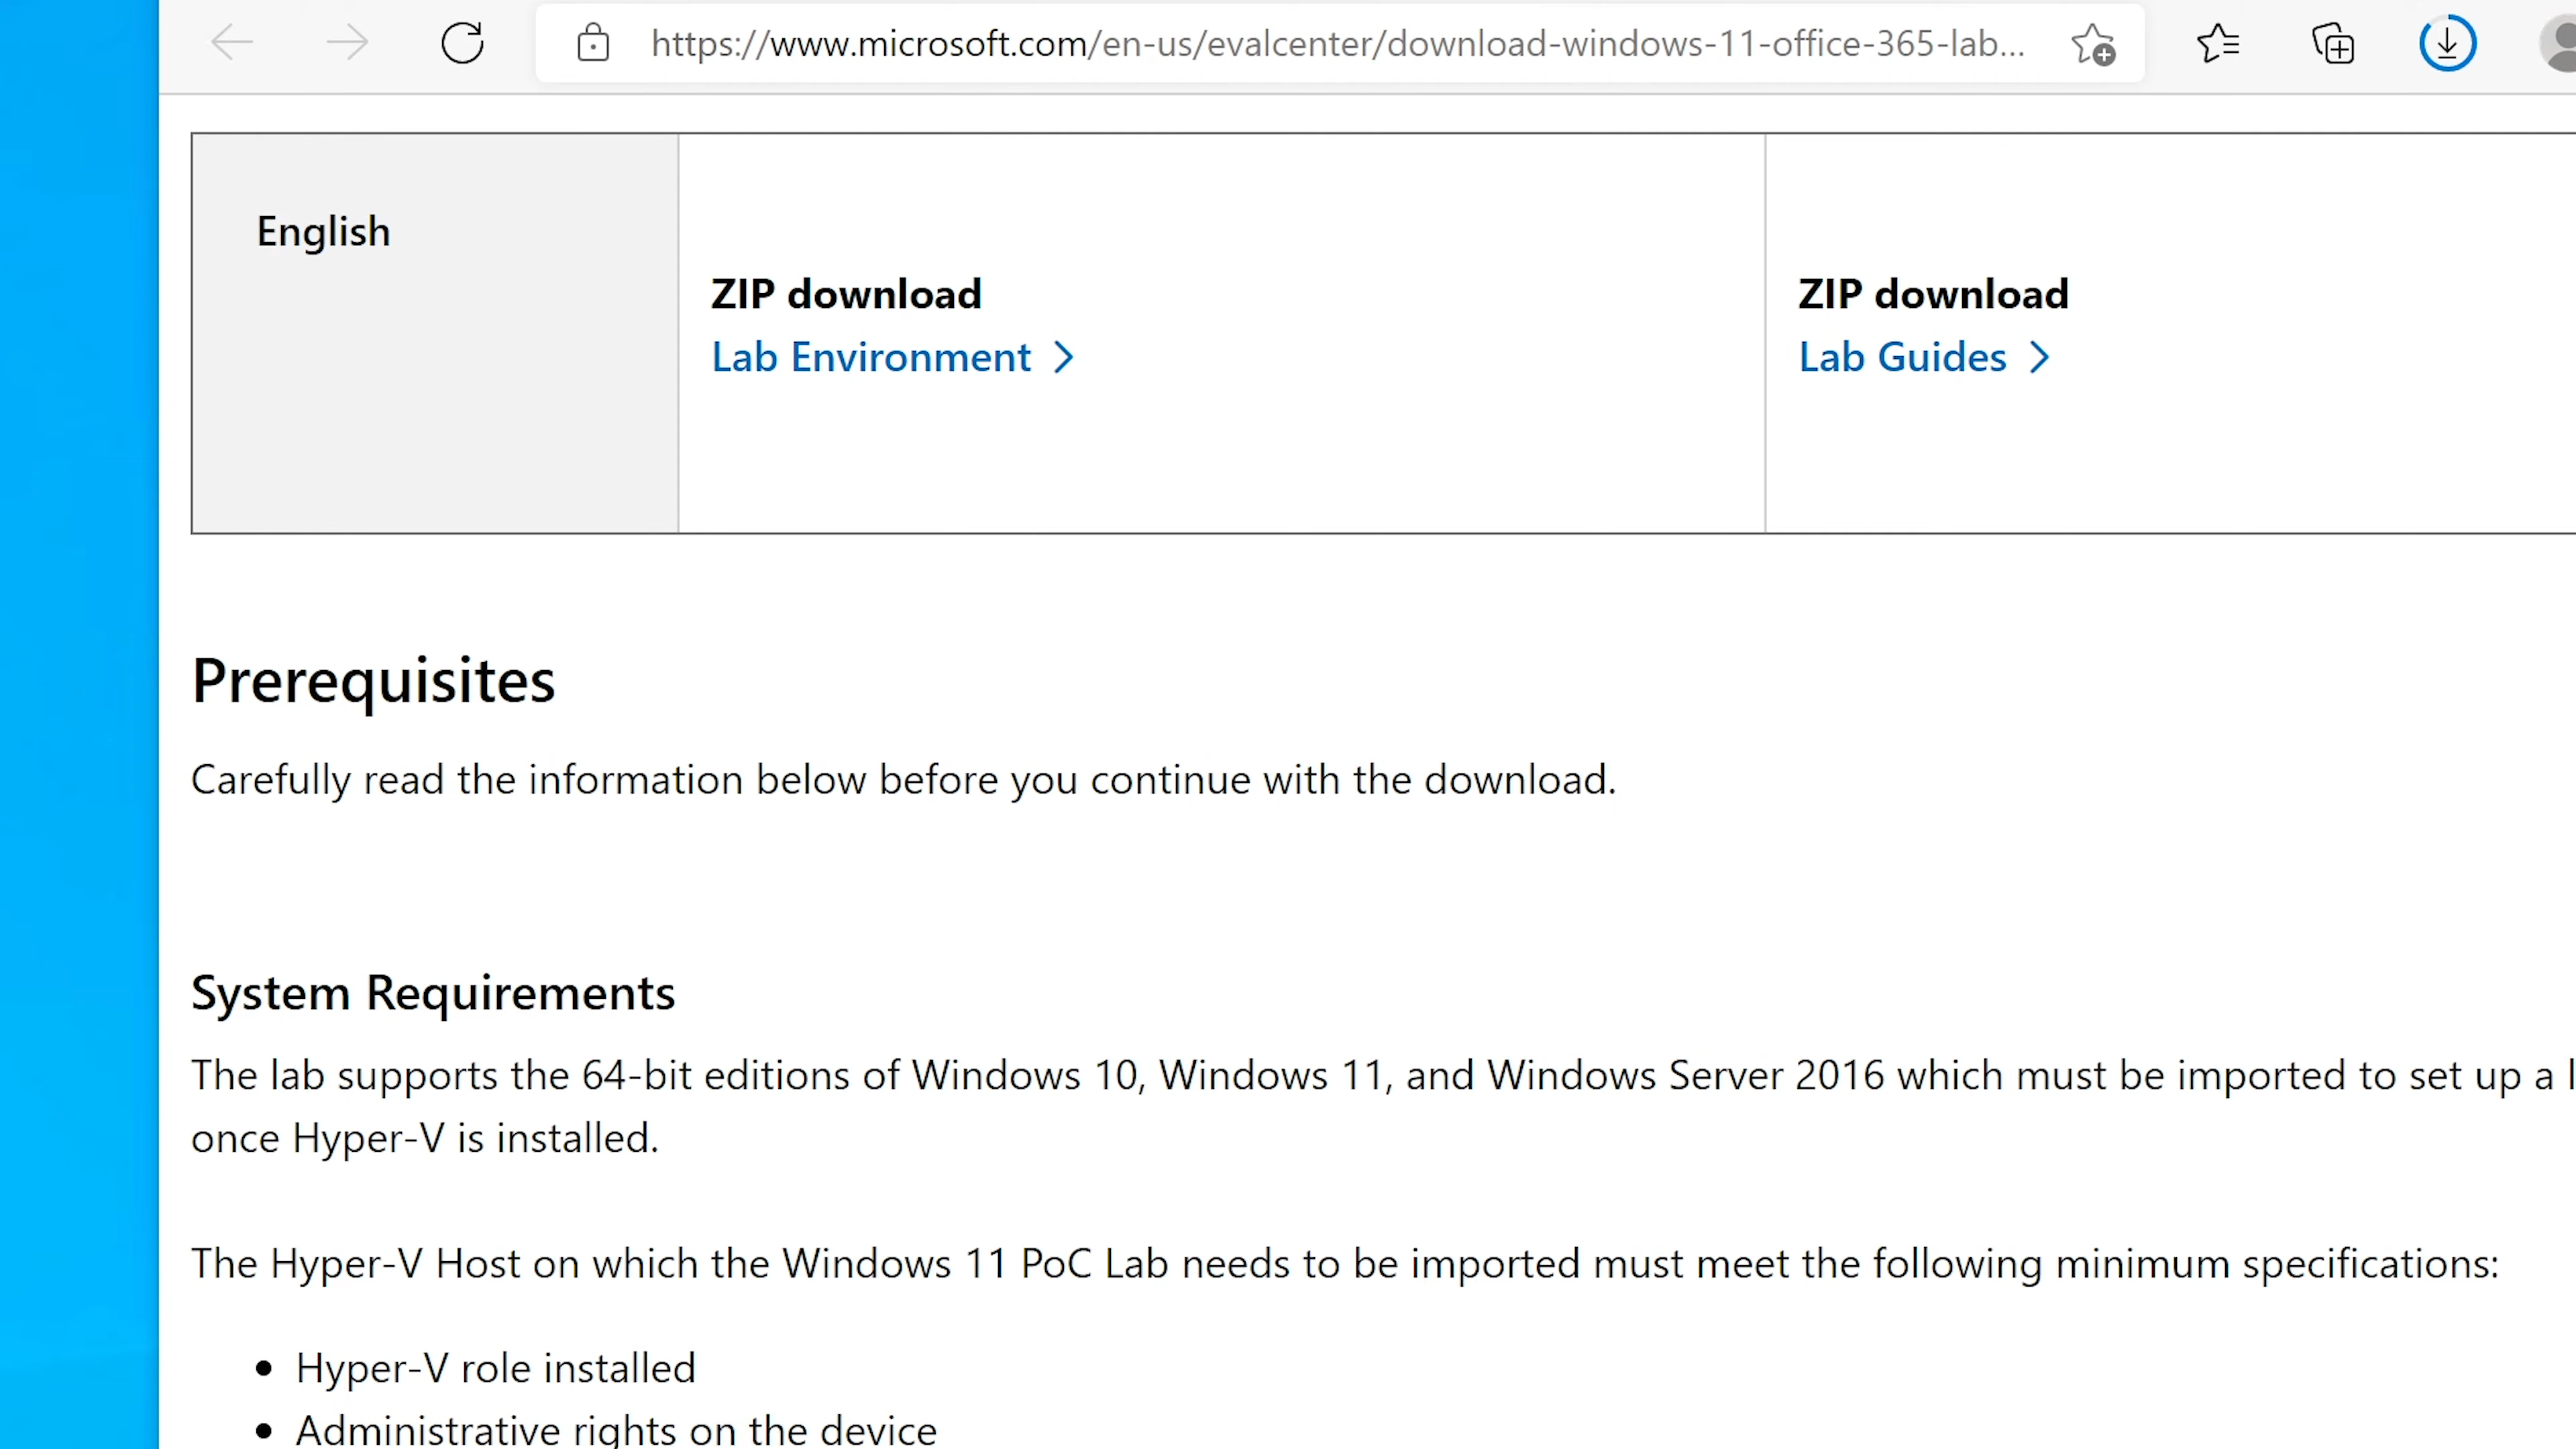 https://www.microsoft.com/en-us/evalcenter/download-windows-11-office-365-lab...
English
ZIP download
Lab Environment
ZIP download
Lab Guides
Prerequisites
Carefully read the information below before you continue with the download.
System Requirements
The lab supports the 64-bit editions of Windows 10, Windows 11, and Windows Server 2016 which must be imported to set up a
once Hyper-V is installed.
The Hyper-V Host on which the Windows 11 PoC Lab needs to be imported must meet the following minimum specifications:
• Hyper-V role installed
• Administrative rights on the device